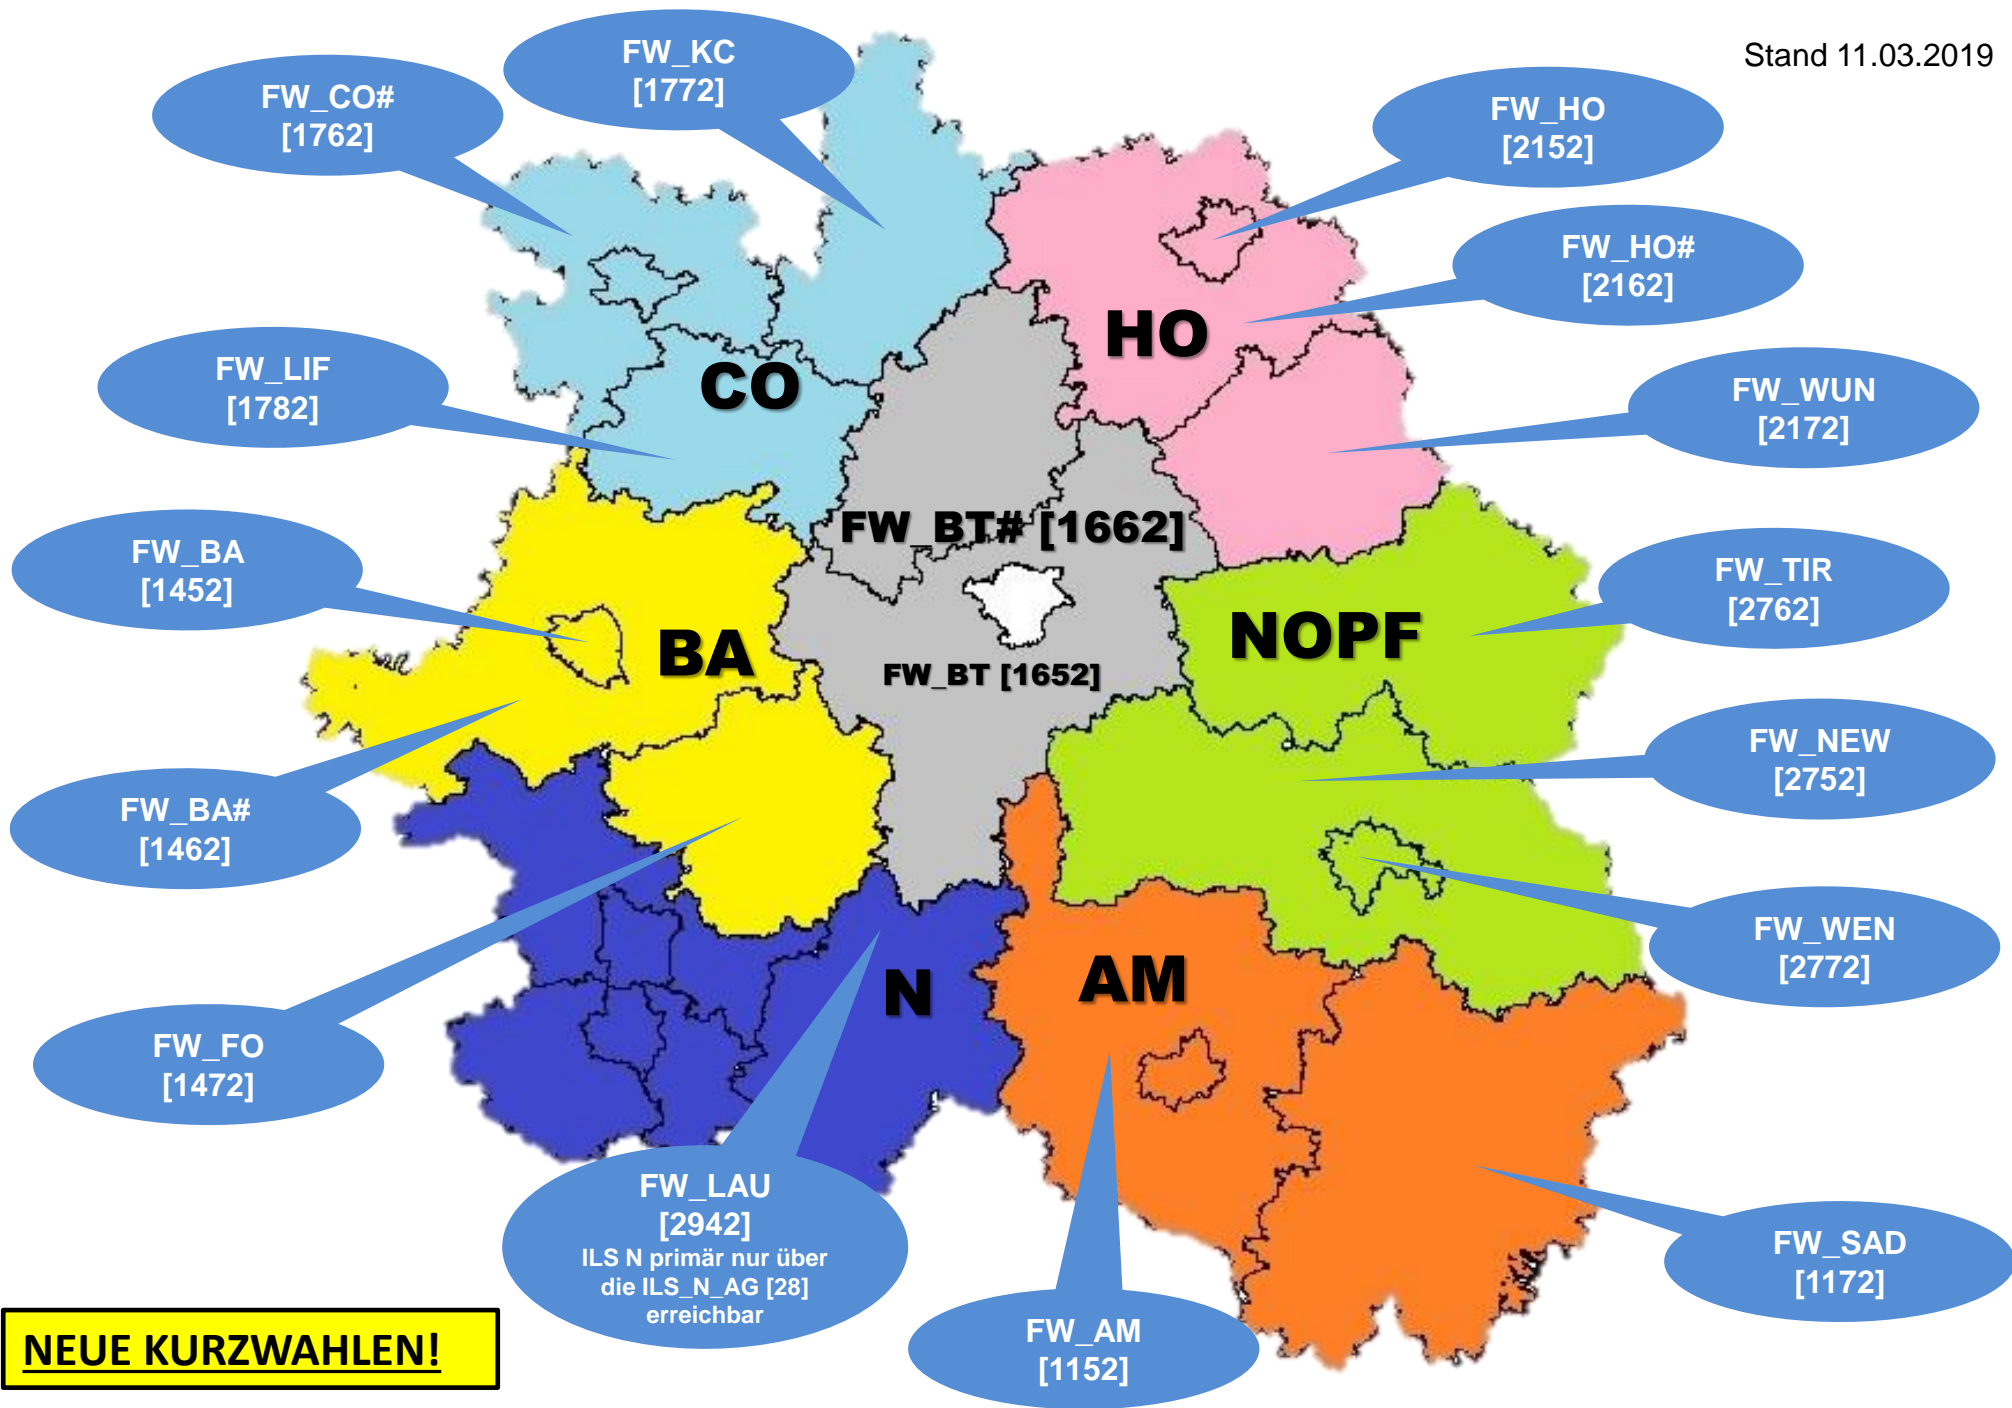 Stand 11.03.2019
FW_KC
[1772]
FW_CO#
[1762]
FW_HO
[2152]
FW_HO#
[2162]
HO
FW_LIF
[1782]
CO
FW_WUN
[2172]
FW_BT# [1662]
FW_BA
[1452]
FW_TIR
[2762]
NOPF
BA
FW_BT [1652]
FW_NEW
[2752]
FW_BA#
[1462]
FW_WEN
[2772]
N
AM
FW_FO
[1472]
FW_LAU
[2942]
ILS N primär nur über
die ILS_N_AG [28]
erreichbar
FW_SAD
[1172]
FW_AM
[1152]
NEUE KURZWAHLEN!